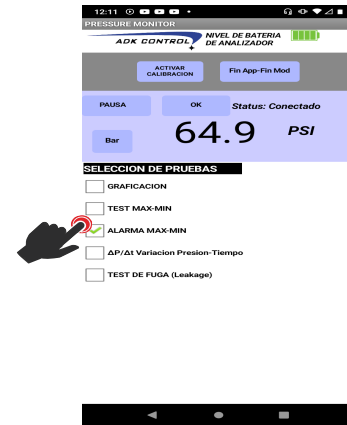 12:11
PRESSURE MONITOR
ADK CONTROL
NIVEL DE BATERIA
DE ANALIZADOR
ACTIVAR
CALIBRACION
Fin App-Fin Mod
PAUSA
OK
Status: Conectado
Bar
64.9
PSI
SELECCION DE PRUEBAS
GRAFICACION
TEST MAX-MIN
ALARMA MAX-MIN
ΔP/Δt Variacion Presion-Tiempo
TEST DE FUGA (Leakage)